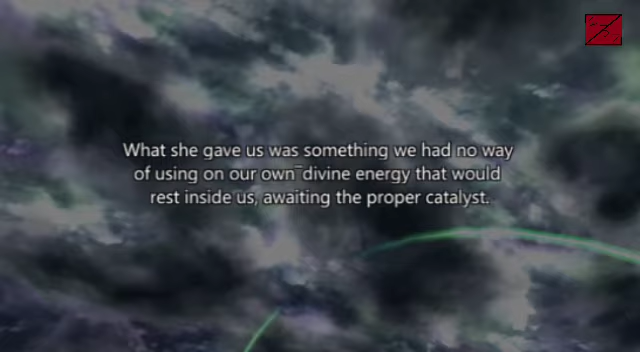 What she gave us was something we had no way
of using on our own‾divine energy that would
rest inside us, awaiting the proper catalyst.